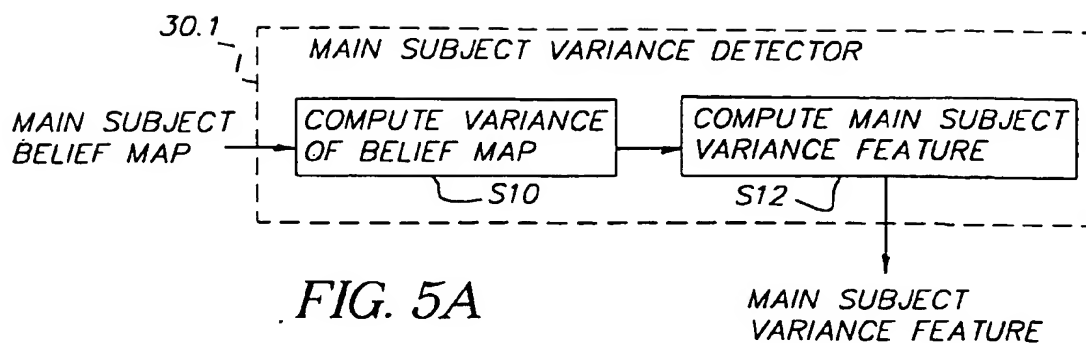 30.1
MAIN SUBJECT VARIANCE DETECTOR
MAIN SUBJECT
BELIEF MAP
COMPUTE VARIANCE
OF BELIEF MAP
COMPUTE MAIN SUBJECT
VARIANCE FEATURE
S10
S12
FIG. 5A
MAIN SUBJECT
VARIANCE FEATURE